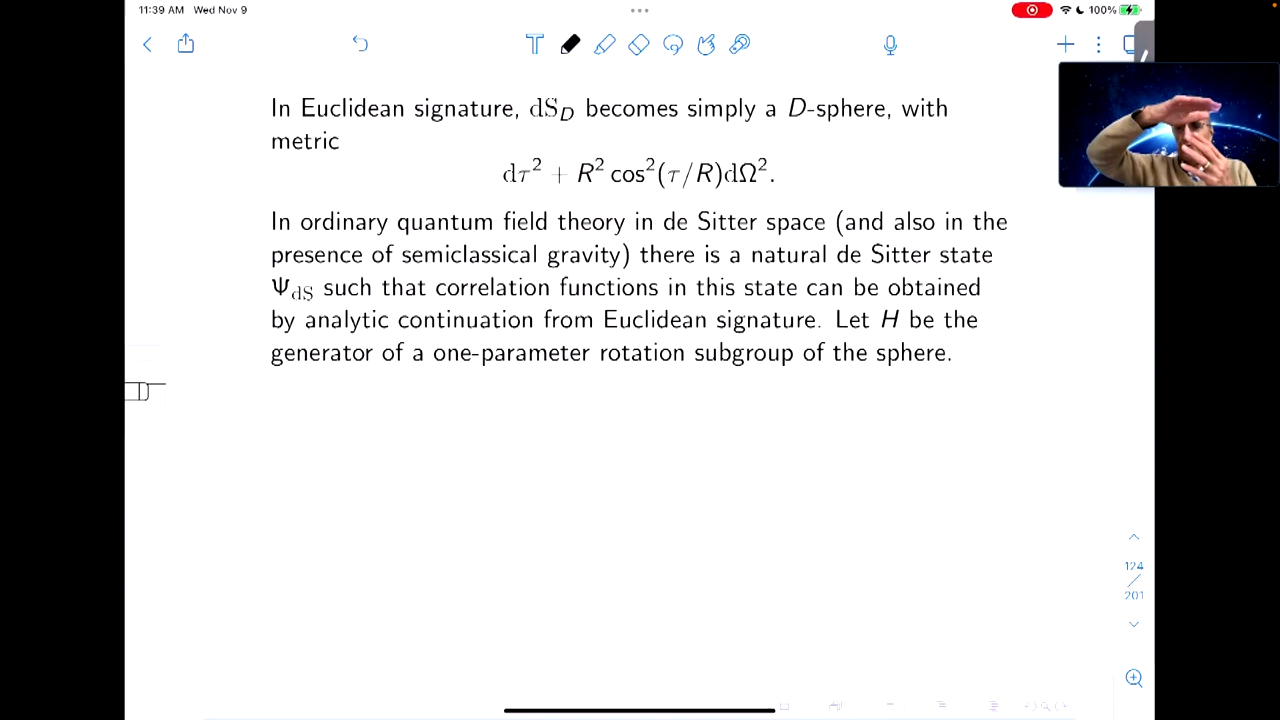 11:39 AM Wed Nov 9
100%
In Euclidean signature, dS_D becomes simply a D-sphere, with
metric
dτ² + R² cos²(τ/R)dΩ².
In ordinary quantum field theory in de Sitter space (and also in the
presence of semiclassical gravity) there is a natural de Sitter state
Ψ_dS such that correlation functions in this state can be obtained
by analytic continuation from Euclidean signature. Let H be the
generator of a one-parameter rotation subgroup of the sphere.
124
/
201